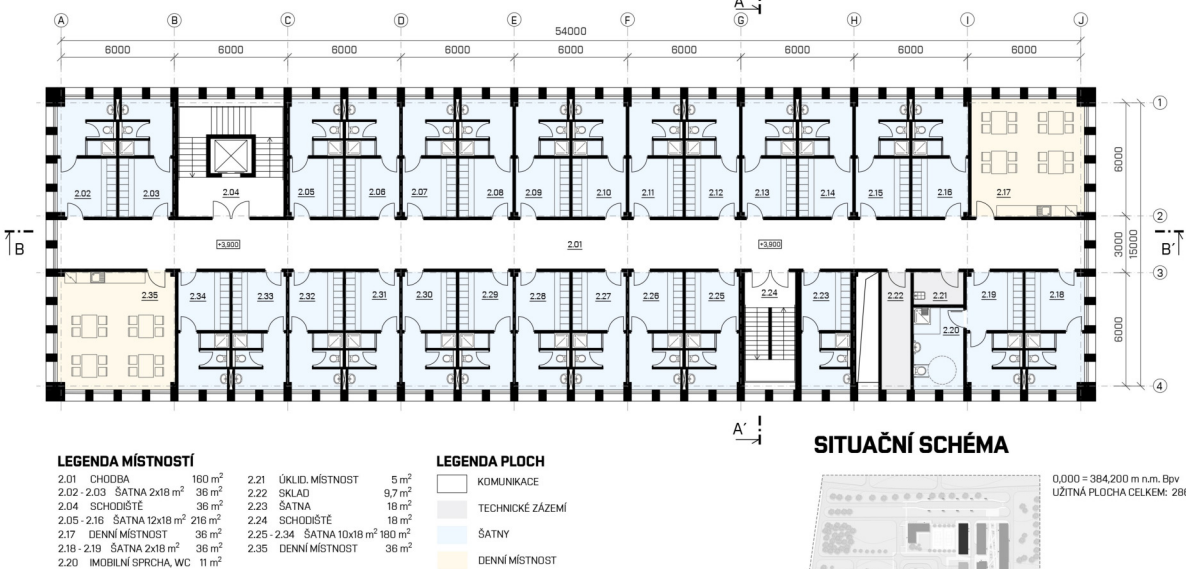 A
A B C D E F G H I J
54000
6000 6000 6000 6000 6000 6000 6000 6000 6000
1
2.02 2.03 2.04 2.05 2.06 2.07 2.08 2.09 2.10 2.11 2.12 2.13 2.14 2.15 2.16 2.17
6000
2
B +3,900 2.01 +3,900 3000 15000 B´
3
2.35 2.34 2.33 2.32 2.31 2.30 2.29 2.28 2.27 2.26 2.25 2.24 2.23 2.22 2.21 2.20 2.19 2.18
6000
4
A´
LEGENDA MÍSTNOSTÍ
2.01 CHODBA 160 m²
2.02 - 2.03 ŠATNA 2x18 m² 36 m²
2.04 SCHODIŠTĚ 36 m²
2.05 - 2.16 ŠATNA 12x18 m² 216 m²
2.17 DENNÍ MÍSTNOST 36 m²
2.18 - 2.19 ŠATNA 2x18 m² 36 m²
2.20 IMOBILNÍ SPRCHA, WC 11 m²
2.21 ÚKLID. MÍSTNOST 5 m²
2.22 SKLAD 9,7 m²
2.23 ŠATNA 18 m²
2.24 SCHODIŠTĚ 18 m²
2.25 - 2.34 ŠATNA 10x18 m² 180 m²
2.35 DENNÍ MÍSTNOST 36 m²
LEGENDA PLOCH
KOMUNIKACE
TECHNICKÉ ZÁZEMÍ
ŠATNY
DENNÍ MÍSTNOST
SITUAČNÍ SCHÉMA
0,000 = 384,200 m n.m. Bpv
UŽITNÁ PLOCHA CELKEM: